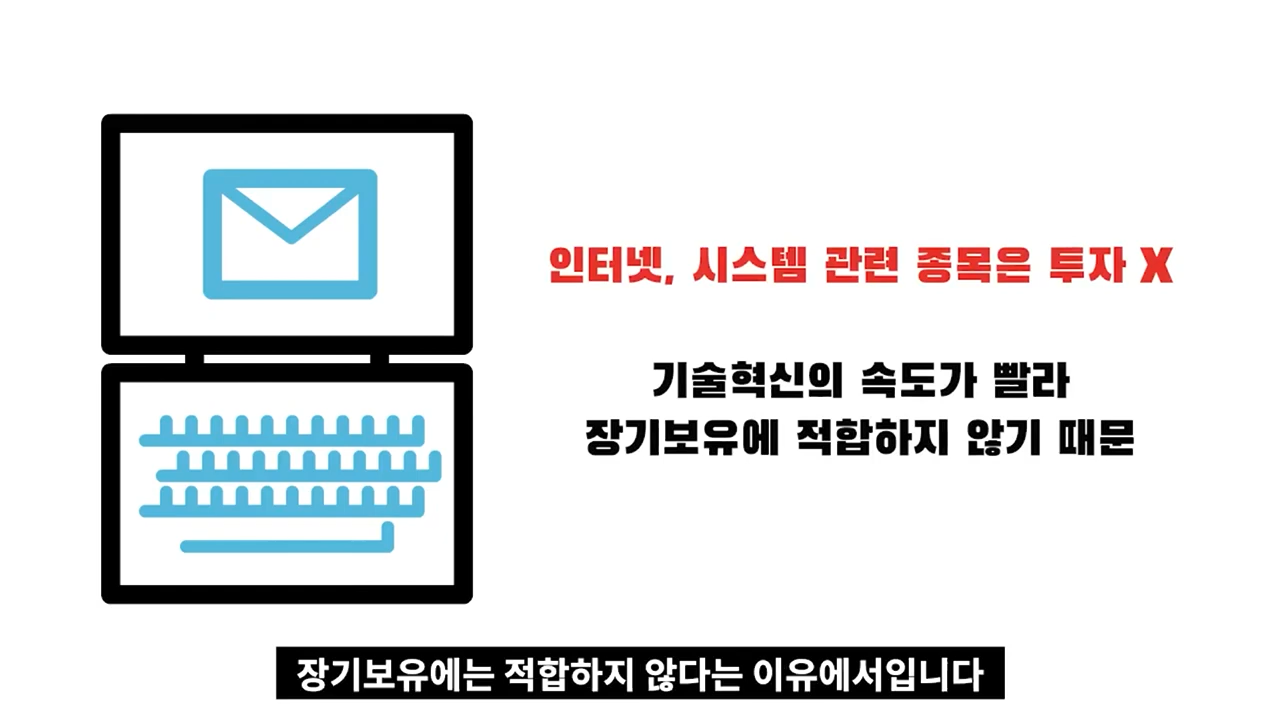 인터넷, 시스템 관련 종목은 투자 X
기술혁신의 속도가 빨라
장기보유에 적합하지 않기 때문
장기보유에는 적합하지 않다는 이유에서입니다